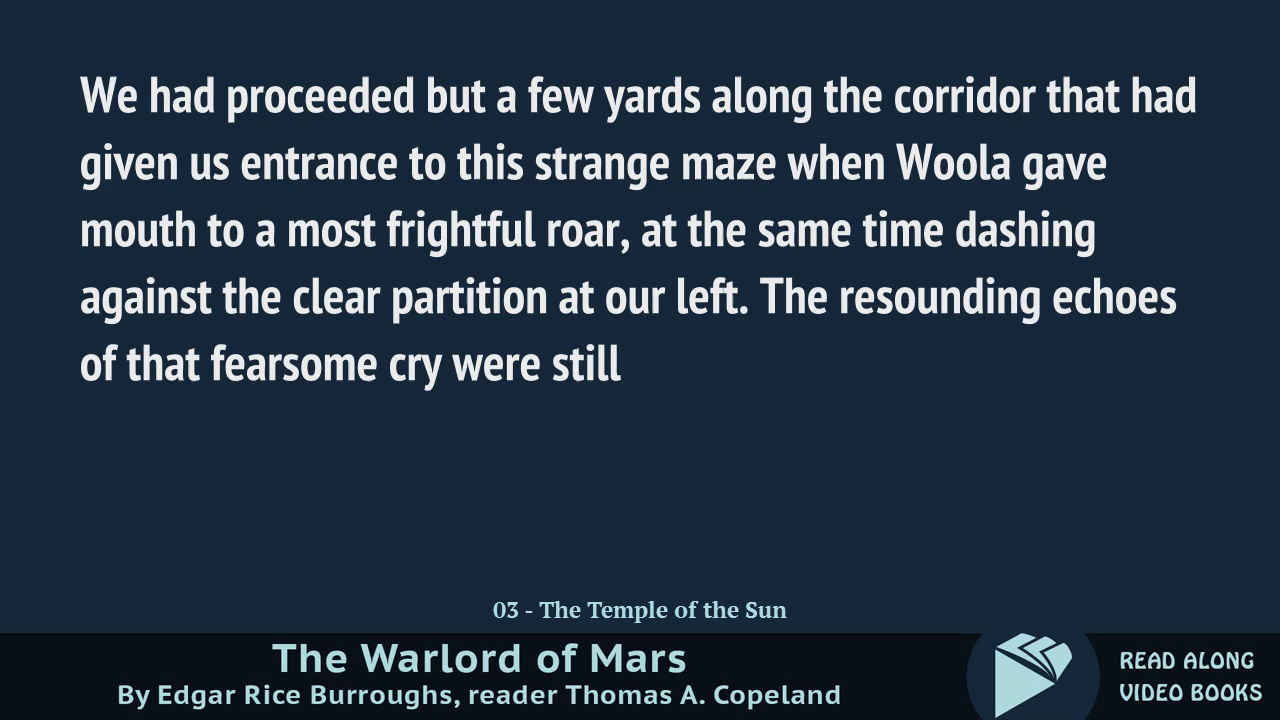 We had proceeded but a few yards along the corridor that had
given us entrance to this strange maze when Woola gave
mouth to a most frightful roar, at the same time dashing
against the clear partition at our left. The resounding echoes
of that fearsome cry were still
03 - The Temple of the Sun
The Warlord of Mars
By Edgar Rice Burroughs, reader Thomas A. Copeland
READ ALONG
VIDEO BOOKS